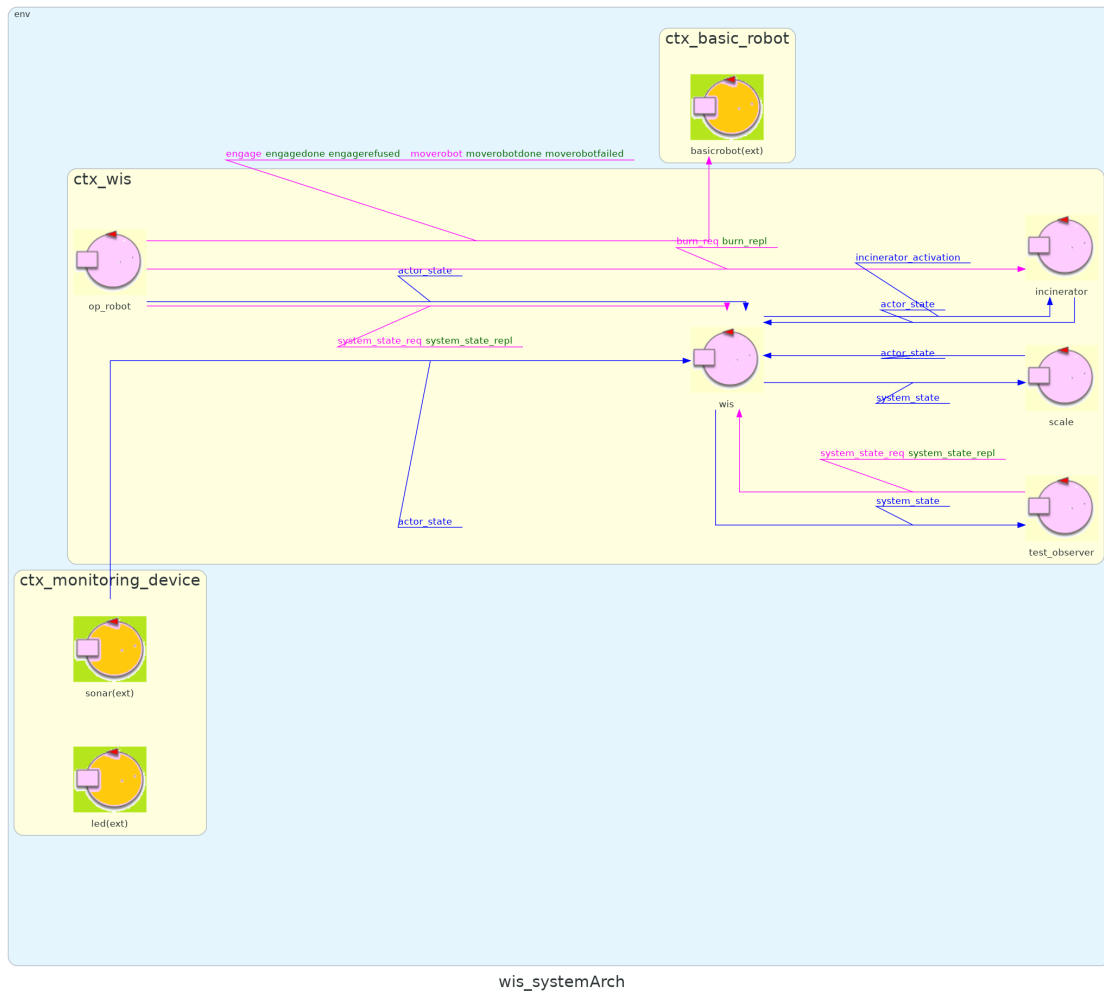 env
ctx_basic_robot
basicrobot(ext)
engage engagedone engagerefused moverobot moverobotdone moverobotfailed
ctx_wis
burn_req burn_repl
incinerator_activation
actor_state
incinerator
op_robot
actor_state
system_state_req system_state_repl
actor_state
system_state
wis
scale
system_state_req system_state_repl
system_state
actor_state
test_observer
ctx_monitoring_device
sonar(ext)
led(ext)
wis_systemArch